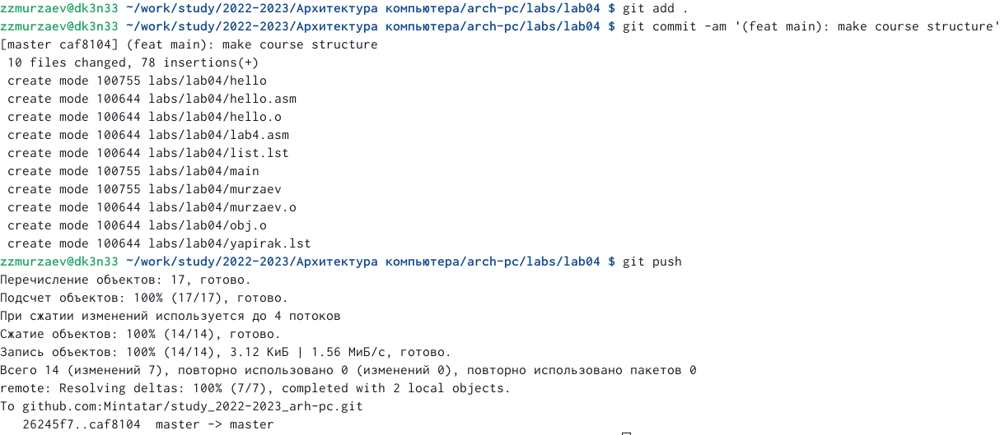 zzmurzaev@dk3n33 ~/work/study/2022-2023/Архитектура компьютера/arch-pc/labs/lab04 $ git add .
zzmurzaev@dk3n33 ~/work/study/2022-2023/Архитектура компьютера/arch-pc/labs/lab04 $ git commit -am '(feat main): make course structure'
[master caf8104] (feat main): make course structure
 10 files changed, 78 insertions(+)
 create mode 100755 labs/lab04/hello
 create mode 100644 labs/lab04/hello.asm
 create mode 100644 labs/lab04/hello.o
 create mode 100644 labs/lab04/lab4.asm
 create mode 100644 labs/lab04/list.lst
 create mode 100755 labs/lab04/main
 create mode 100755 labs/lab04/murzaev
 create mode 100644 labs/lab04/murzaev.o
 create mode 100644 labs/lab04/obj.o
 create mode 100644 labs/lab04/yapirak.lst
zzmurzaev@dk3n33 ~/work/study/2022-2023/Архитектура компьютера/arch-pc/labs/lab04 $ git push
Перечисление объектов: 17, готово.
Подсчет объектов: 100% (17/17), готово.
При сжатии изменений используется до 4 потоков
Сжатие объектов: 100% (14/14), готово.
Запись объектов: 100% (14/14), 3.12 КиБ | 1.56 МиБ/с, готово.
Всего 14 (изменений 7), повторно использовано 0 (изменений 0), повторно использовано пакетов 0
remote: Resolving deltas: 100% (7/7), completed with 2 local objects.
To github.com:Mintatar/study_2022-2023_arh-pc.git
   26245f7..caf8104  master -> master